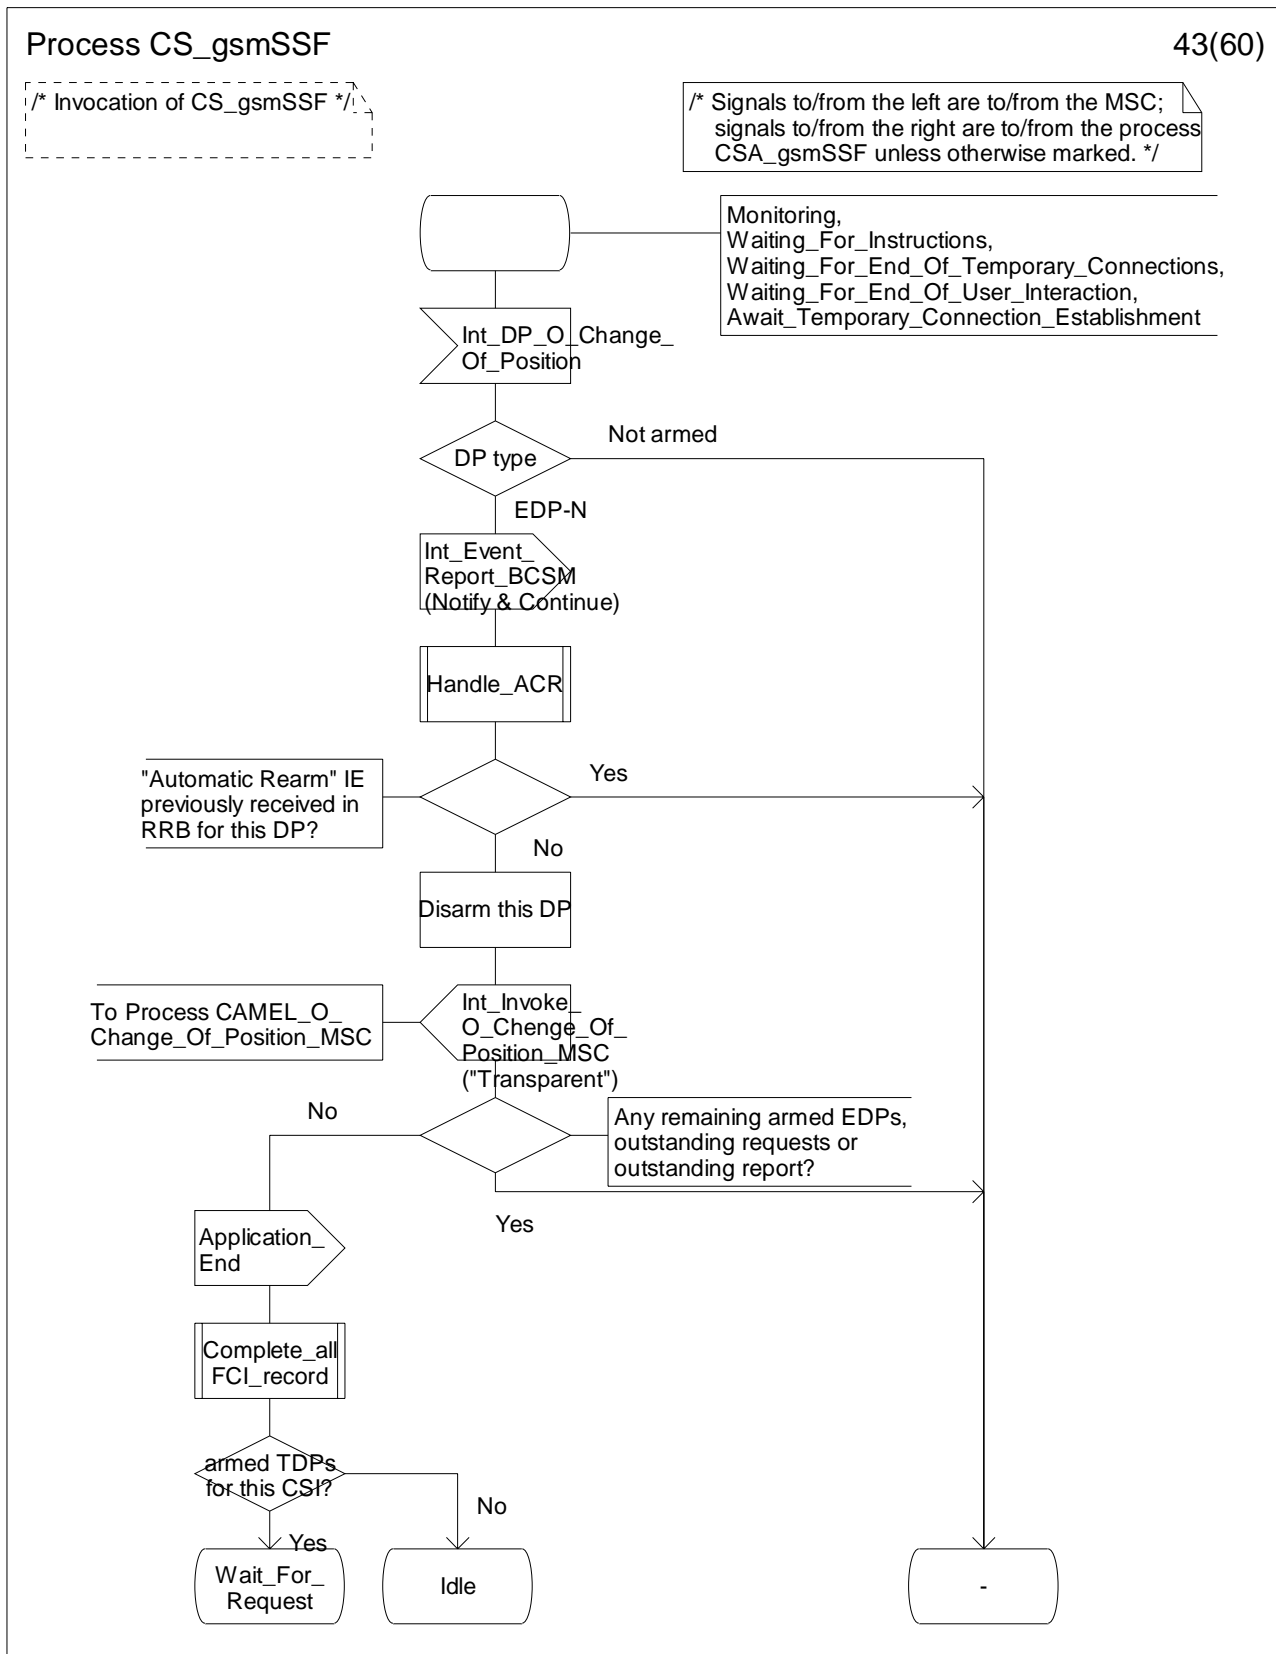 Process CS_gsmSSF
43(60)
/* Invocation of CS_gsmSSF */
/* Signals to/from the left are to/from the MSC;
signals to/from the right are to/from the process
CSA_gsmSSF unless otherwise marked. */
Monitoring,
Waiting_For_Instructions,
Waiting_For_End_Of_Temporary_Connections,
Waiting_For_End_Of_User_Interaction,
Await_Temporary_Connection_Establishment
Int_DP_O_Change_
Of_Position
DP type
Not armed
EDP-N
Int_Event_
Report_BCSM
(Notify & Continue)
Handle_ACR
"Automatic Rearm" IE
previously received in
RRB for this DP?
Yes
No
Disarm this DP
To Process CAMEL_O_
Change_Of_Position_MSC
Int_Invoke_
O_Chenge_Of_
Position_MSC
("Transparent")
No
Any remaining armed EDPs,
outstanding requests or
outstanding report?
Yes
Application_
End
Complete_all
FCI_record
armed TDPs
for this CSI?
No
Yes
Wait_For_
Request
Idle
-